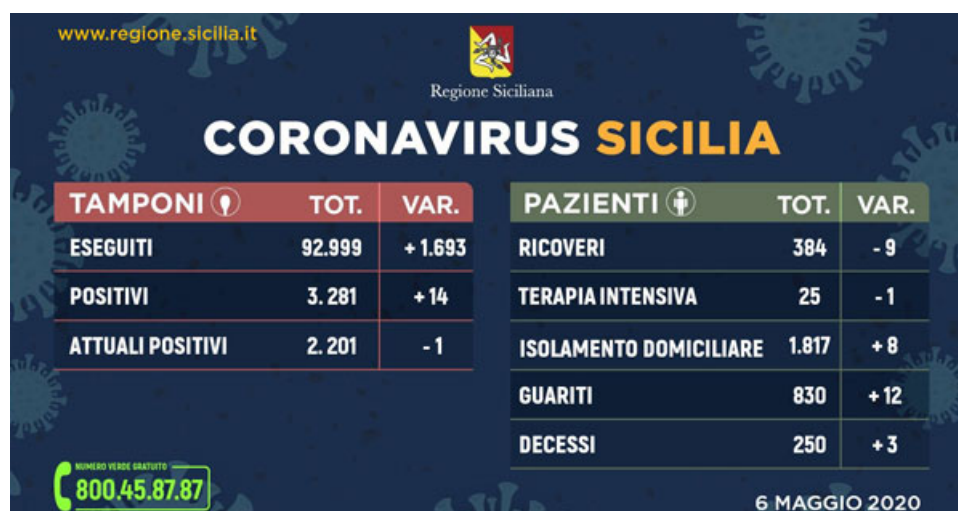 www.regione.sicilia.it
Regione Siciliana
CORONAVIRUS SICILIA
TAMPONI TOT. VAR.
ESEGUITI 92.999 + 1.693
POSITIVI 3. 281 + 14
ATTUALI POSITIVI 2. 201 - 1
PAZIENTI TOT. VAR.
RICOVERI 384 - 9
TERAPIA INTENSIVA 25 - 1
ISOLAMENTO DOMICILIARE 1.817 + 8
GUARITI 830 + 12
DECESSI 250 + 3
NUMERO VERDE GRATUITO
800.45.87.87
6 MAGGIO 2020